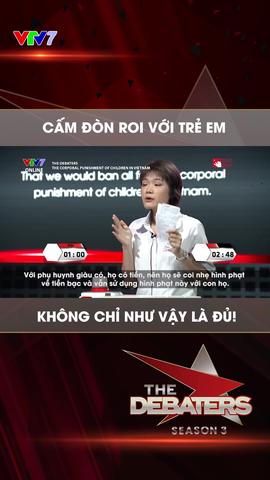 VTV7
CẤM ĐÒN ROI VỚI TRẺ EM
VTV7
ONLINE
THE DEBATERS
THE CORPORAL PUNISHMENT OF CHILDREN IN VIETNAM
That we would ban all corporal
punishment of childre nam.
01 : 00
02 : 48
Với phụ huynh giàu có, họ có tiền, nên họ sẽ coi nhẹ hình phạt
về tiền bạc và vẫn sử dụng hình phạt này với con họ.
KHÔNG CHỈ NHƯ VẬY LÀ ĐỦ!
THE
DEBATERS
SEASON 3